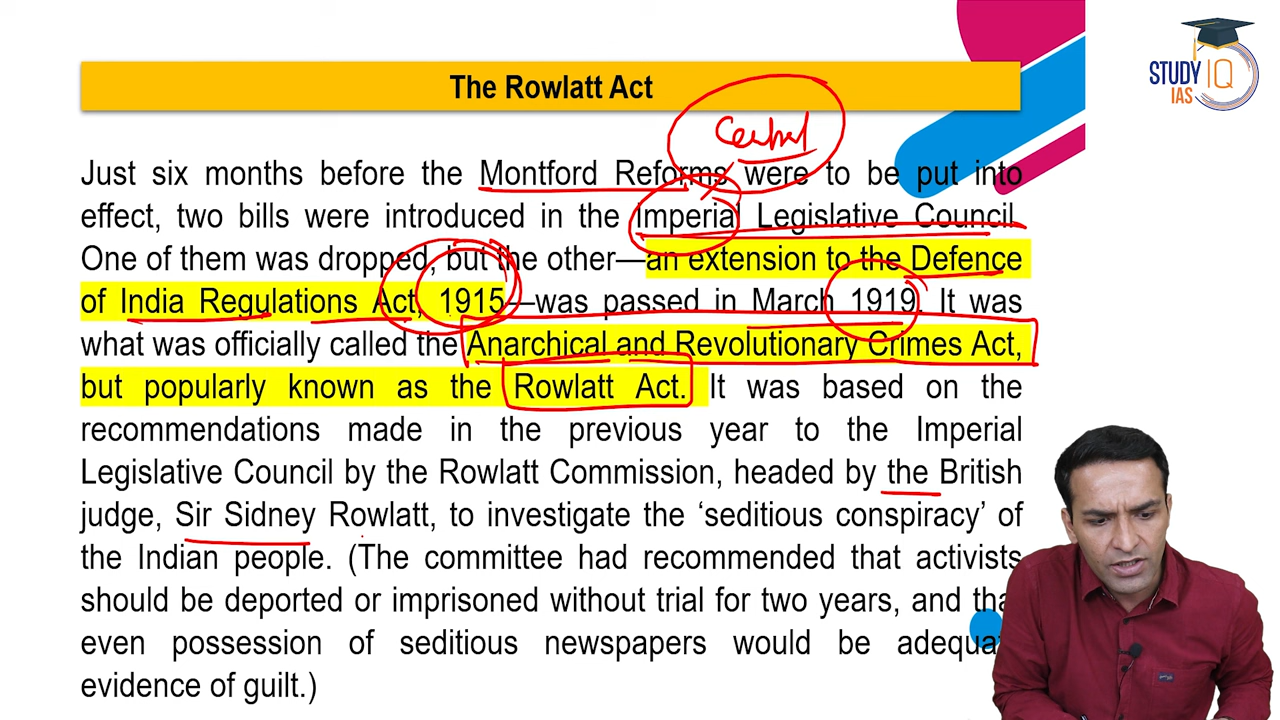 The Rowlatt Act
STUDY IQ
IAS
Central
Just six months before the Montford Reforms were to be put into
effect, two bills were introduced in the Imperial Legislative Council.
One of them was dropped, but the other—an extension to the Defence
of India Regulations Act, 1915—was passed in March 1919. It was
what was officially called the Anarchical and Revolutionary Crimes Act,
but popularly known as the Rowlatt Act. It was based on the
recommendations made in the previous year to the Imperial
Legislative Council by the Rowlatt Commission, headed by the British
judge, Sir Sidney Rowlatt, to investigate the ‘seditious conspiracy’ of
the Indian people. (The committee had recommended that activists
should be deported or imprisoned without trial for two years, and tha
even possession of seditious newspapers would be adequa
evidence of guilt.)